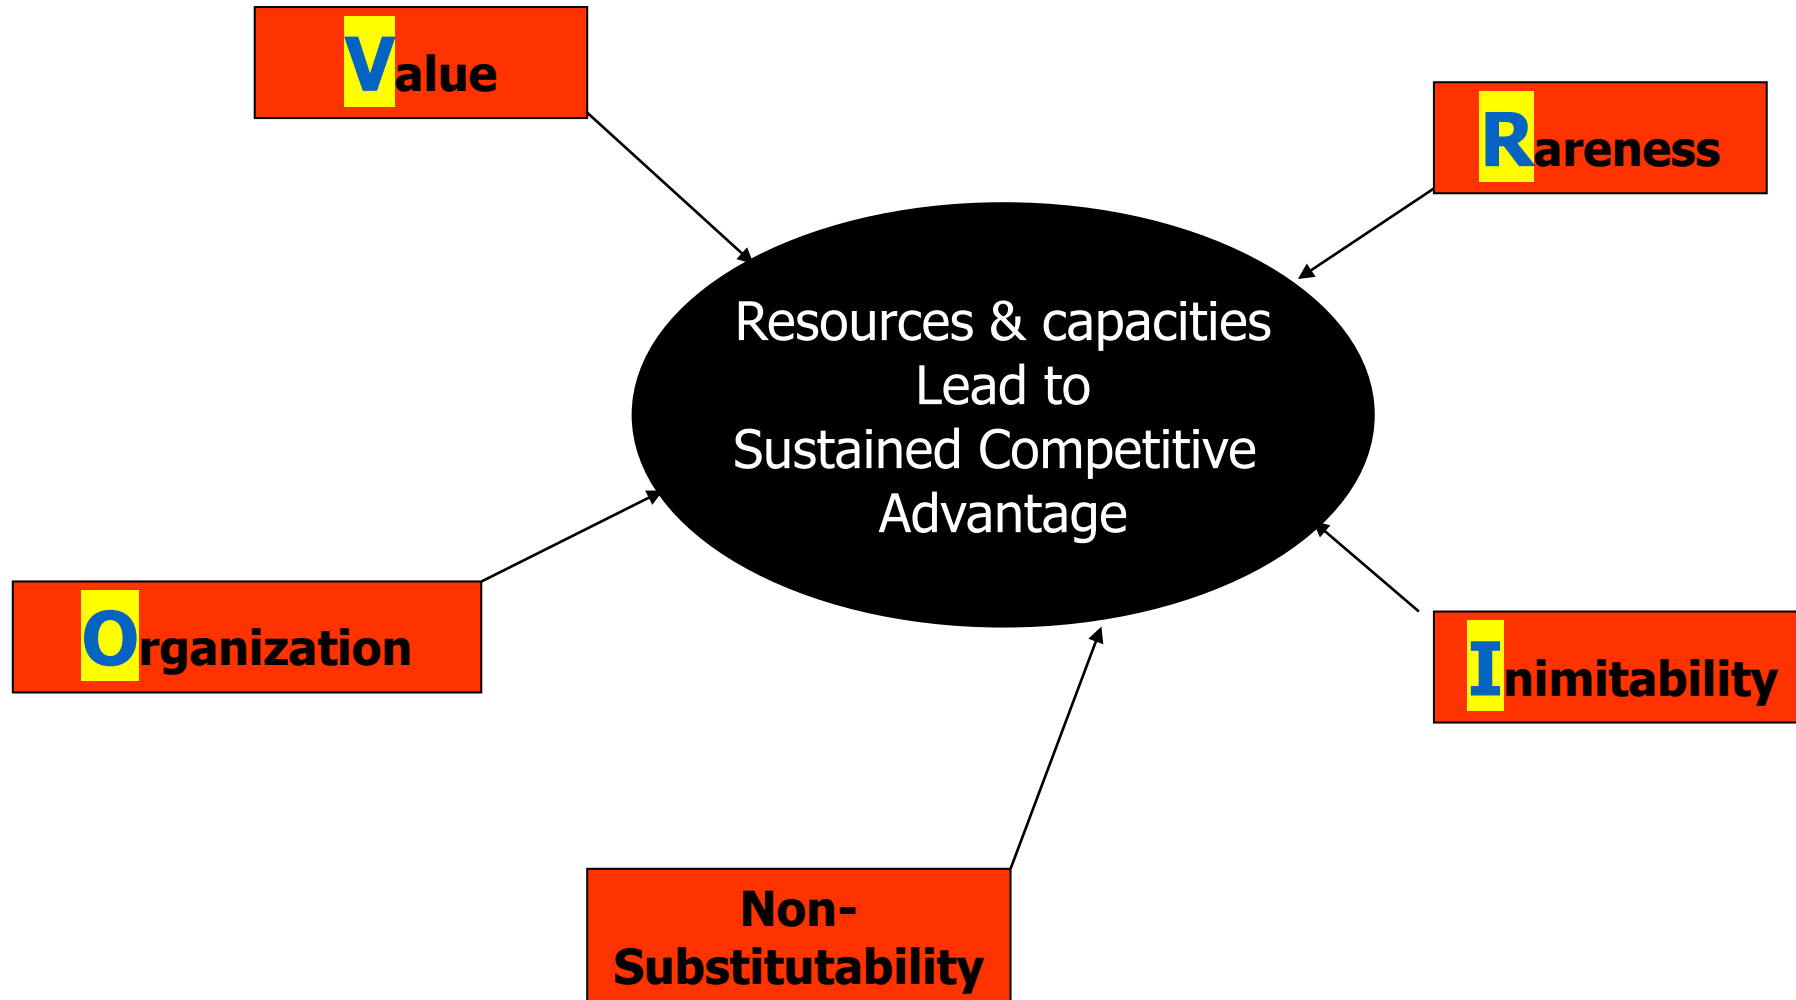 Value
Rareness
Resources & capacities
Lead to
Sustained Competitive
Advantage
Organization
Inimitability
Non-
Substitutability